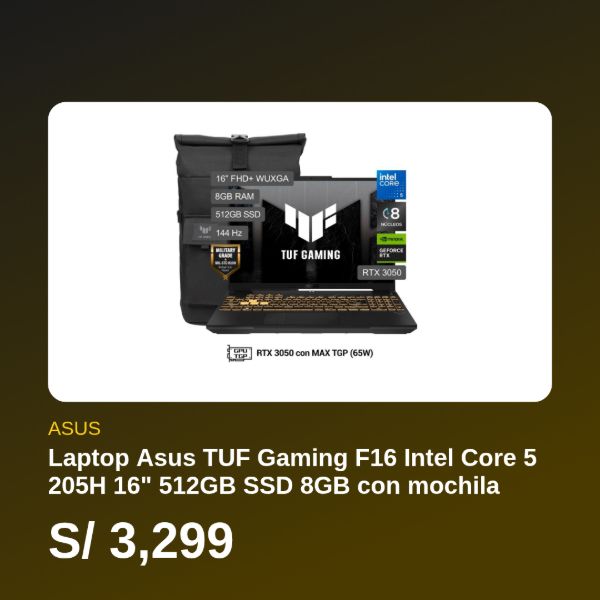 16" FHD+ WUXGA
8GB RAM
512GB SSD
144 Hz
MILITARY
GRADE
TUF GAMING
intel
CORE
5
8
NÚCLEOS
NVIDIA
GEFORCE
RTX
RTX 3050
GPU
TGP
RTX 3050 con MAX TGP (65W)
ASUS
Laptop Asus TUF Gaming F16 Intel Core 5
205H 16" 512GB SSD 8GB con mochila
S/ 3,299